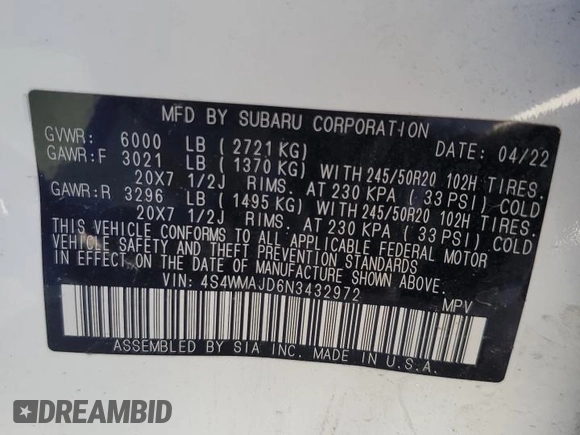 MFD BY SUBARU CORPORATION
GVWR: 6000 LB (2721 KG) DATE: 04/22
GAWR:F 3021 LB (1370 KG) WITH 245/50R20 102H TIRES.
20X7 1/2J RIMS. AT 230 KPA (33 PSI) COLD
GAWR:R 3296 LB (1495 KG) WITH 245/50R20 102H TIRES.
20X7 1/2J RIMS. AT 230 KPA (33 PSI) COLD
THIS VEHICLE CONFORMS TO ALL APPLICABLE FEDERAL MOTOR
VEHICLE SAFETY AND THEFT PREVENTION STANDARDS
IN EFFECT ON THE DATE OF MANUFACTURE SHOWN ABOVE.
VIN: 4S4WMAJD6N3432972 MPV
ASSEMBLED BY SIA INC. MADE IN U.S.A.
DREAMBID